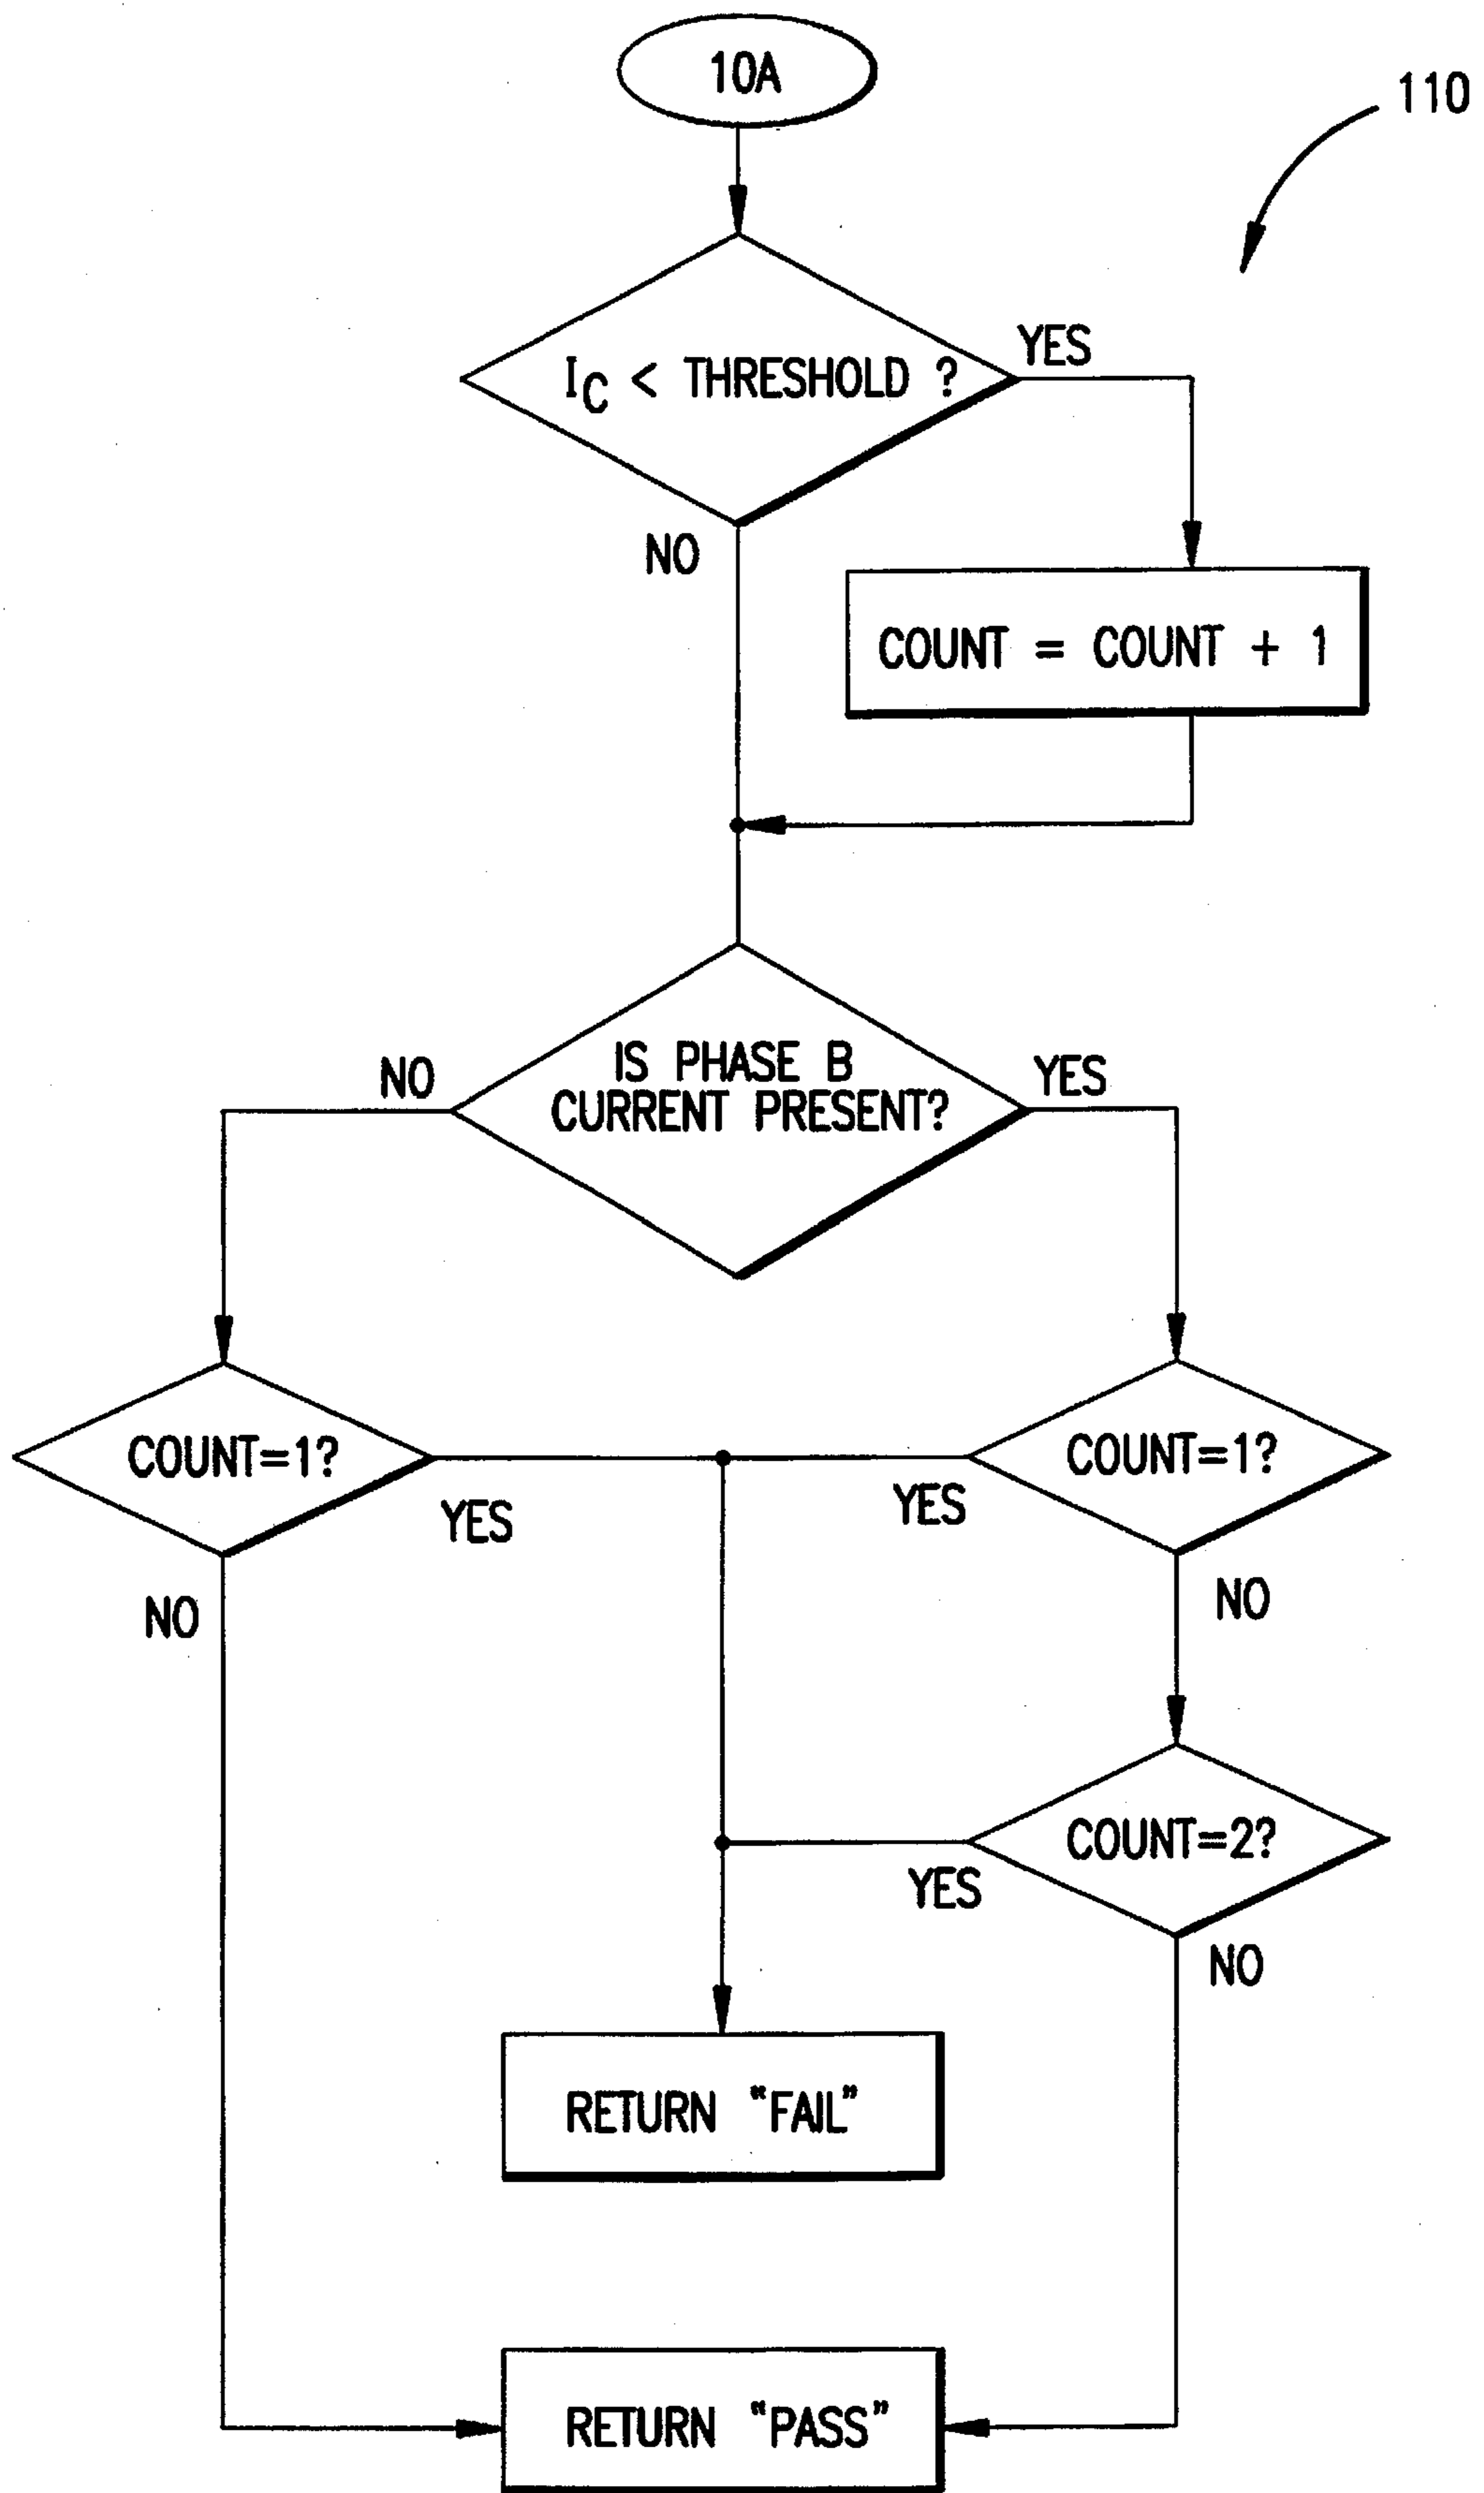 10A
110
I_C < THRESHOLD ?
YES
NO
COUNT = COUNT + 1
IS PHASE B
CURRENT PRESENT?
NO
YES
COUNT=1?
COUNT=1?
YES
YES
NO
NO
COUNT=2?
YES
NO
RETURN "FAIL"
RETURN "PASS"